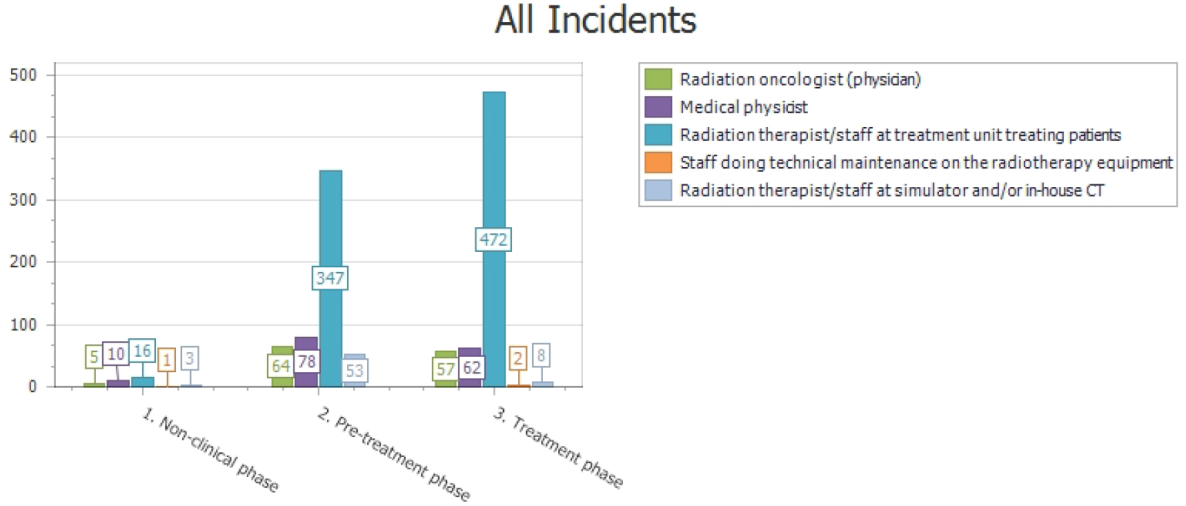 All Incidents
500
400
300
200
100
0
5
10
16
1
3
64
78
347
53
57
62
472
2
8
1. Non-clinical phase
2. Pre-treatment phase
3. Treatment phase
Radiation oncologist (physician)
Medical physicist
Radiation therapist/staff at treatment unit treating patients
Staff doing technical maintenance on the radiotherapy equipment
Radiation therapist/staff at simulator and/or in-house CT